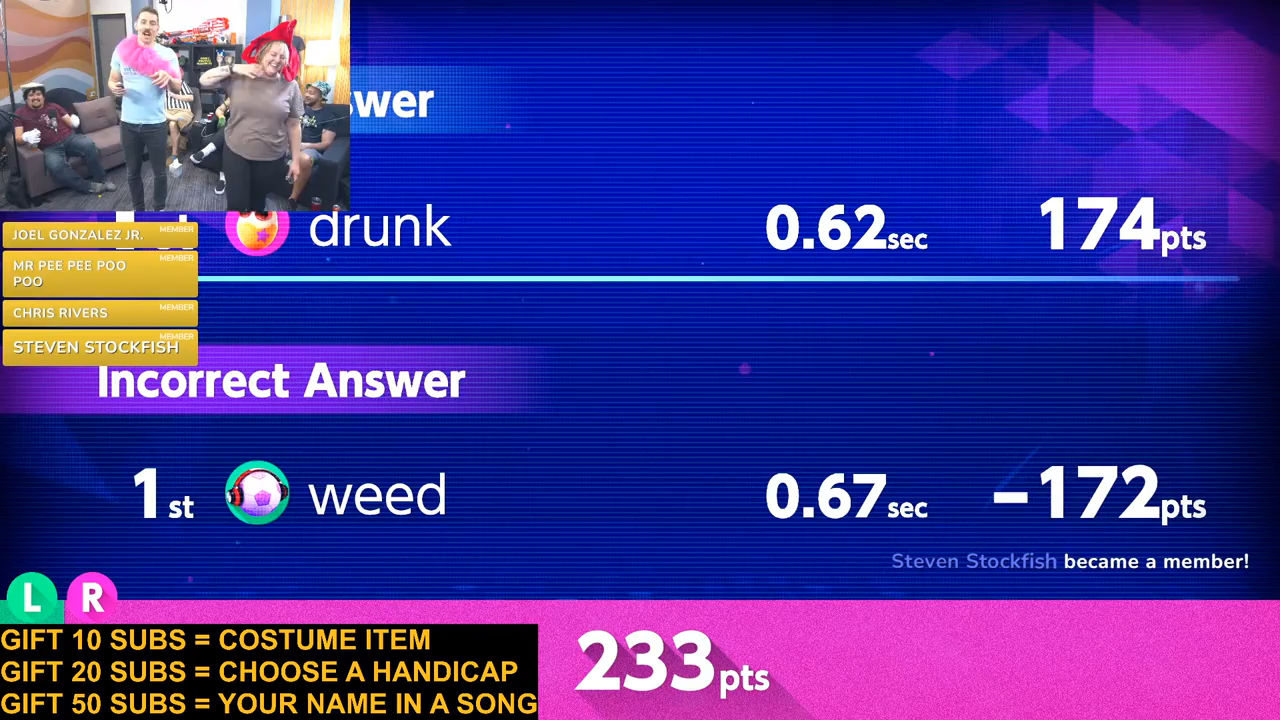 swer
drunk 0.62sec 174pts
JOEL GONZALEZ JR. MEMBER
MR PEE PEE POO
POO
MEMBER
CHRIS RIVERS MEMBER
STEVEN STOCKFISH MEMBER
Incorrect Answer
1st weed 0.67sec -172pts
Steven Stockfish became a member!
L R
GIFT 10 SUBS = COSTUME ITEM
GIFT 20 SUBS = CHOOSE A HANDICAP
GIFT 50 SUBS = YOUR NAME IN A SONG
233pts